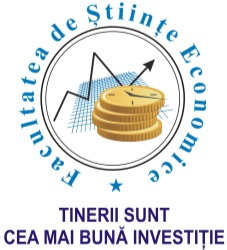 Facultatea de Științe Economice
TINERII SUNT
CEA MAI BUNĂ INVESTIȚIE